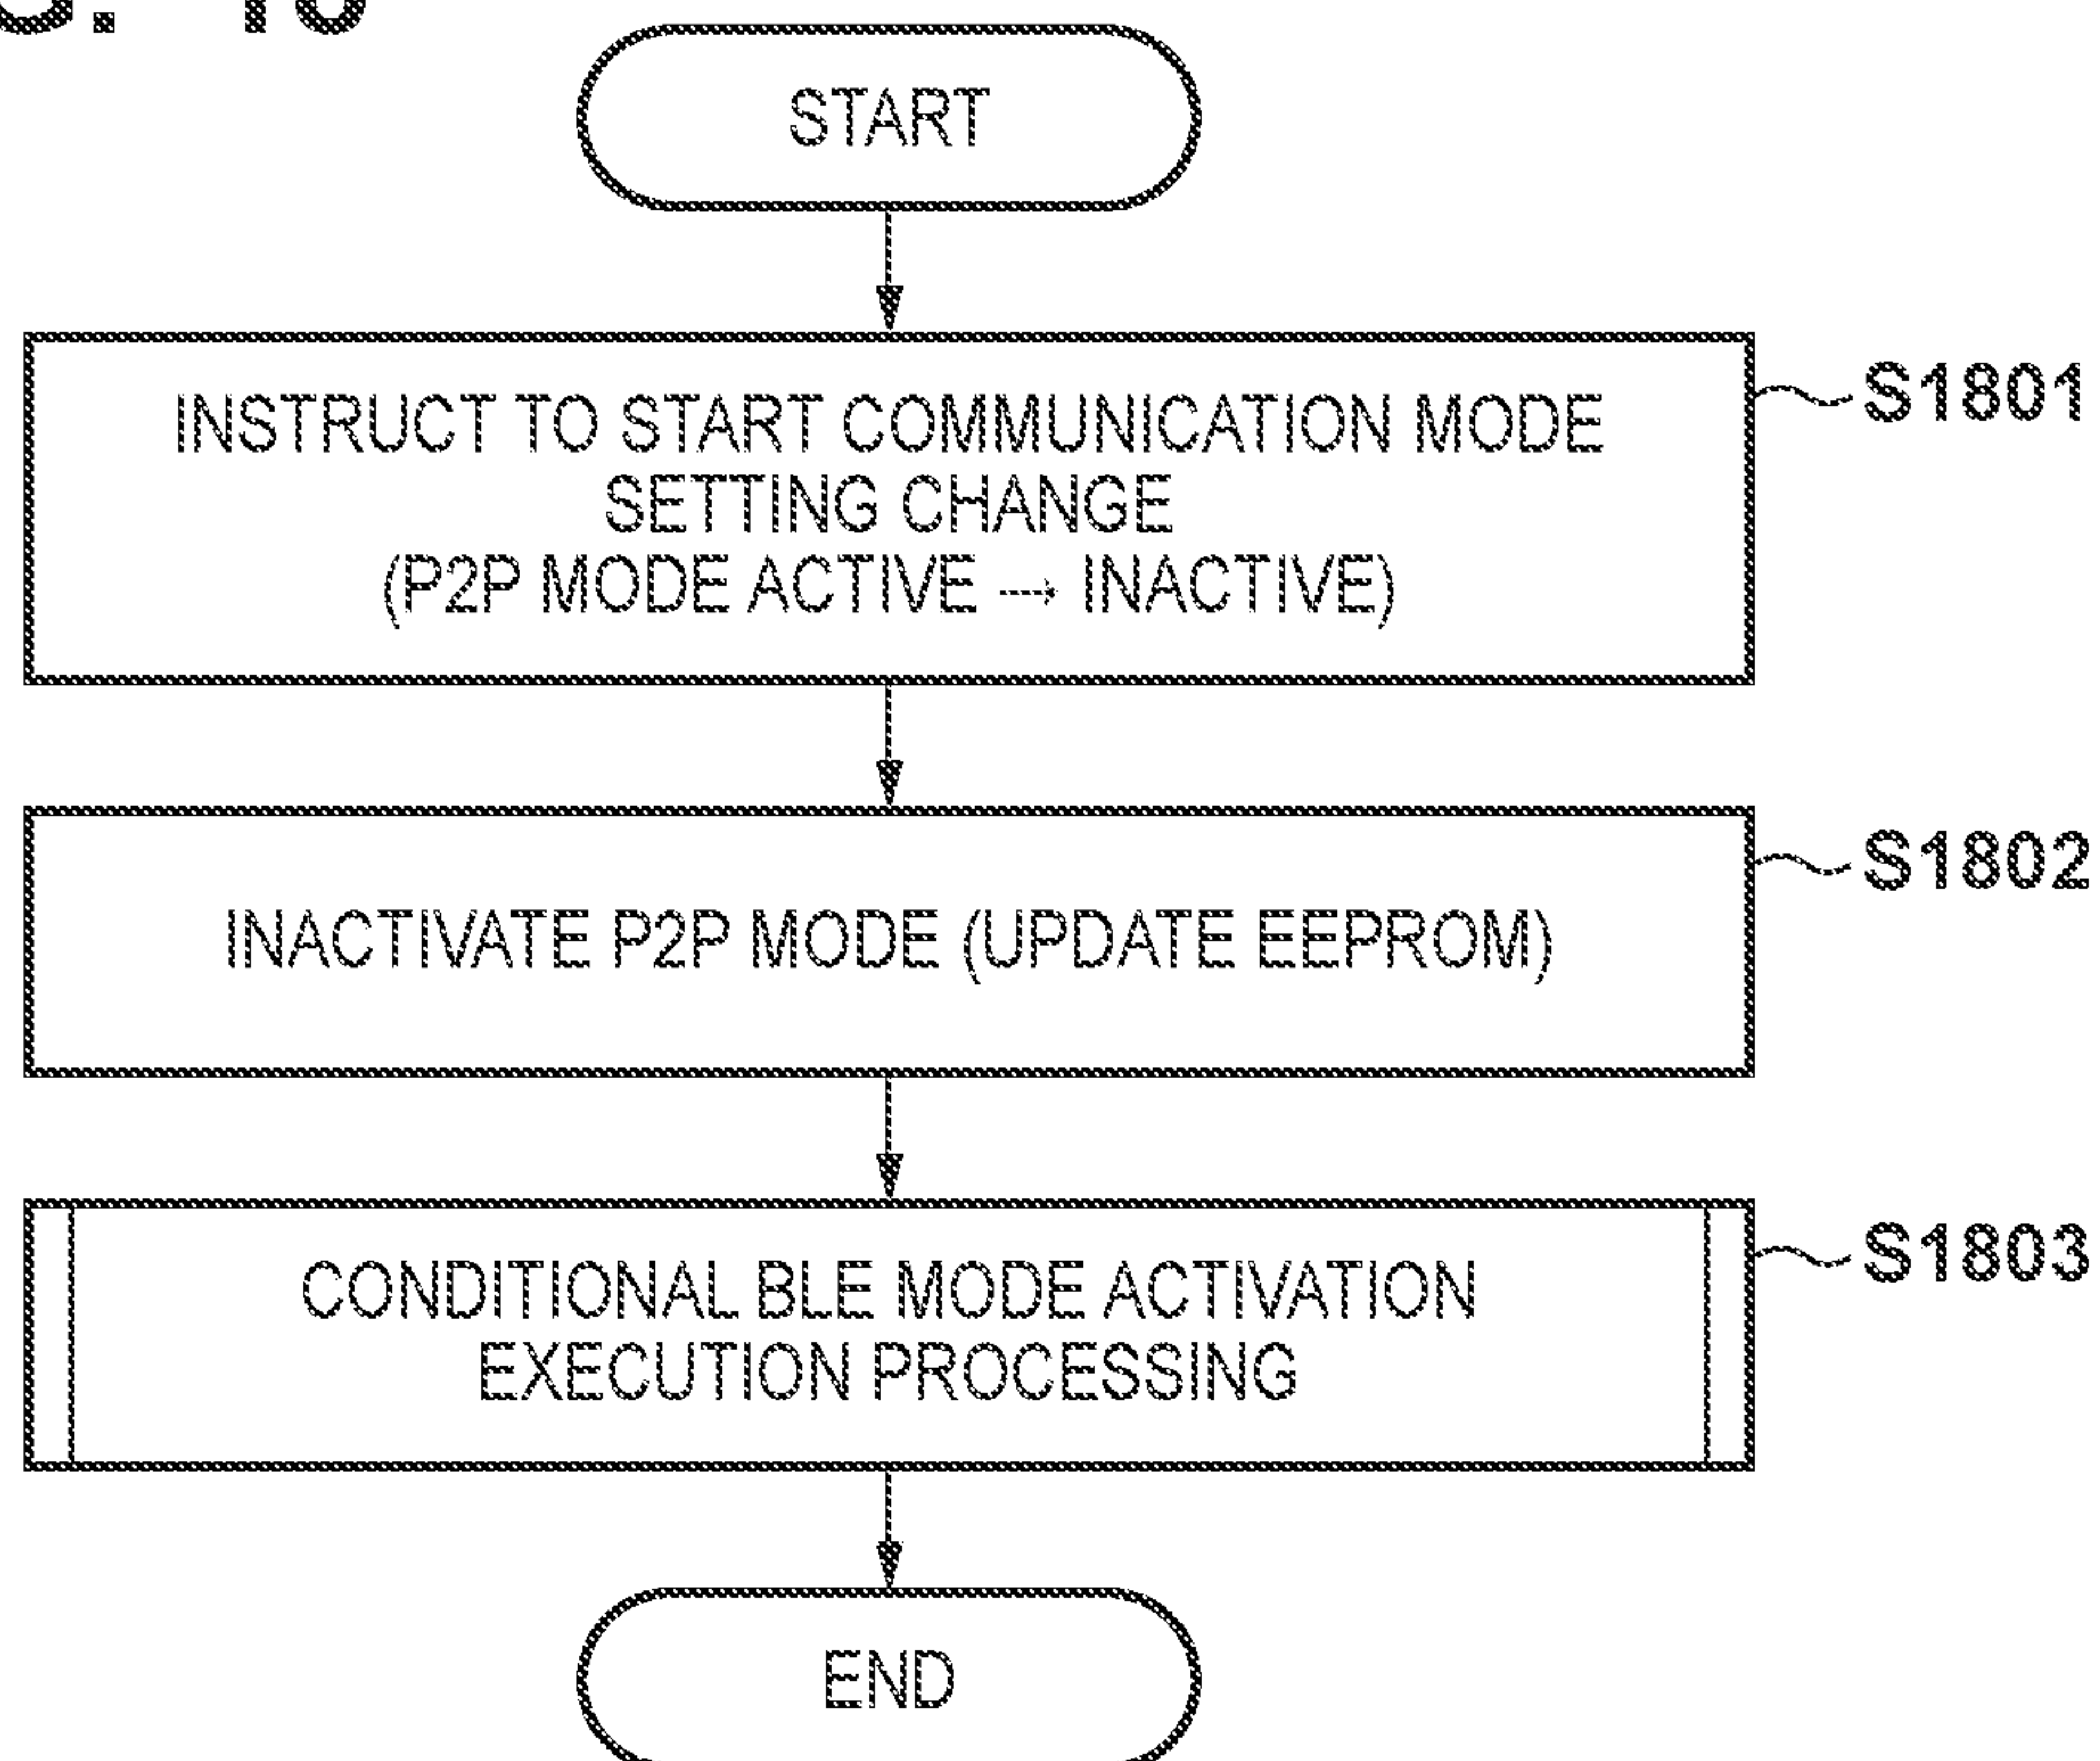 START
INSTRUCT TO START COMMUNICATION MODE
SETTING CHANGE
(P2P MODE ACTIVE → INACTIVE)
S1801
INACTIVATE P2P MODE (UPDATE EEPROM)
S1802
CONDITIONAL BLE MODE ACTIVATION
EXECUTION PROCESSING
S1803
END